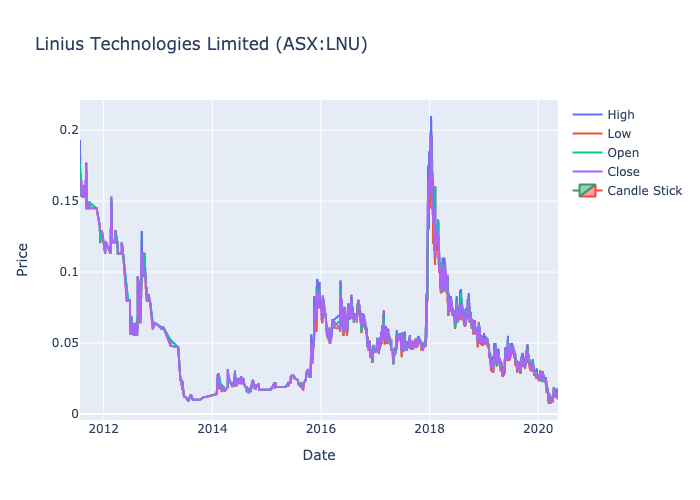 Linius Technologies Limited (ASX:LNU)
High
Low
Open
Close
Candle Stick
Price
0.2
0.15
0.1
0.05
0
2012 2014 2016 2018 2020
Date